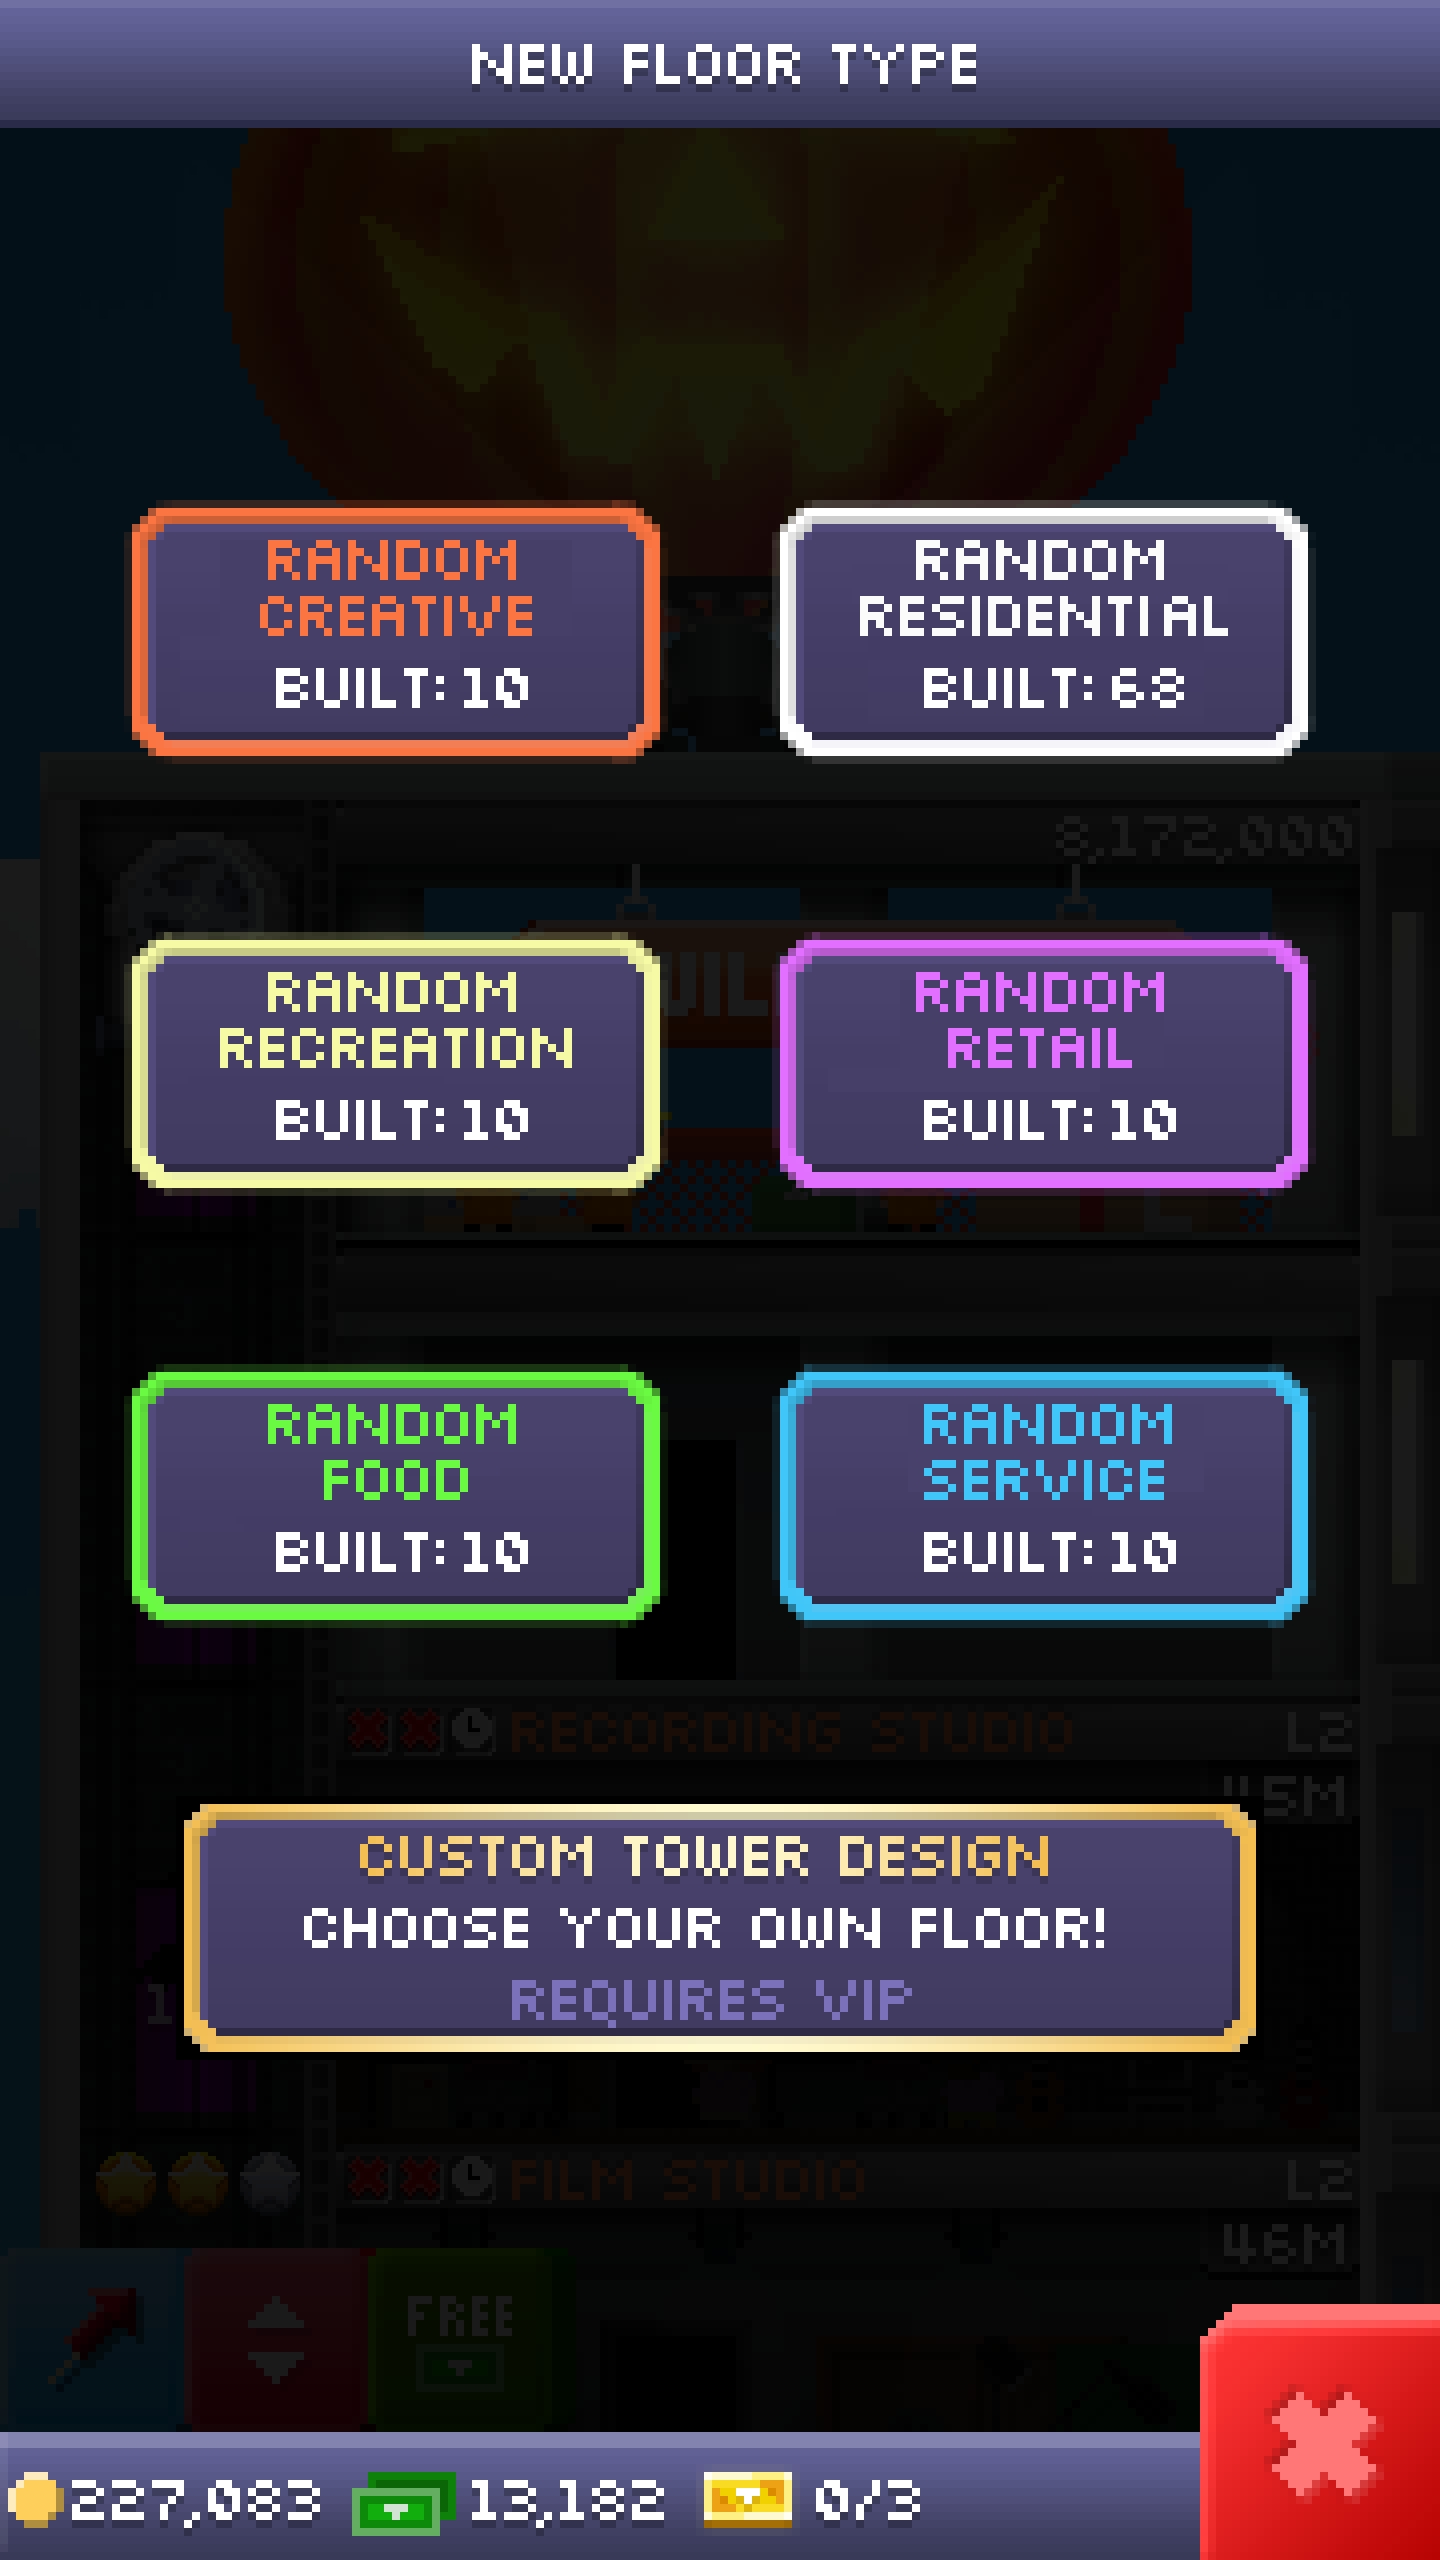 NEW FLOOR TYPE
RANDOM
CREATIVE
BUILT: 10
RANDOM
RESIDENTIAL
BUILT: 68
8,172,000
RANDOM
RECREATION
BUILT: 10
RANDOM
RETAIL
BUILT: 10
RANDOM
FOOD
BUILT: 10
RANDOM
SERVICE
BUILT: 10
RECORDING STUDIO
L2
CUSTOM TOWER DESIGN
CHOOSE YOUR OWN FLOOR!
REQUIRES VIP
FILM STUDIO
L2
46M
FREE
227,083
13,182
0/3